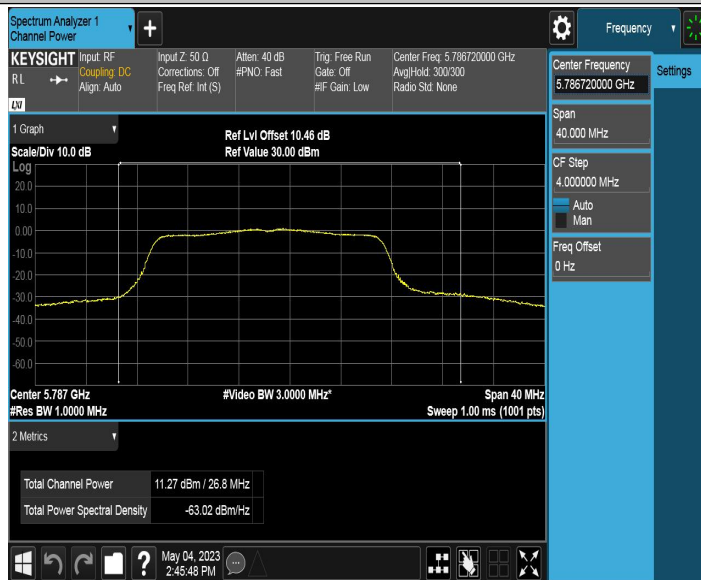 Spectrum Analyzer 1
Channel Power
Frequency
KEYSIGHT
RL
LXI
Input: RF
Coupling: DC
Align: Auto
Input Z: 50 Ω
Corrections: Off
Freq Ref: Int (S)
Atten: 40 dB
#PNO: Fast
Trig: Free Run
Gate: Off
#IF Gain: Low
Center Freq: 5.786720000 GHz
Avg|Hold: 300/300
Radio Std: None
Center Frequency
5.786720000 GHz
Settings
Span
40.000 MHz
CF Step
4.000000 MHz
Auto
Man
Freq Offset
0 Hz
1 Graph
Scale/Div 10.0 dB
Ref Lvl Offset 10.46 dB
Ref Value 30.00 dBm
Log
20.0
10.0
0.00
-10.0
-20.0
-30.0
-40.0
-50.0
-60.0
Center 5.787 GHz
#Video BW 3.0000 MHz*
Span 40 MHz
#Res BW 1.0000 MHz
Sweep 1.00 ms (1001 pts)
2 Metrics
Total Channel Power 11.27 dBm / 26.8 MHz
Total Power Spectral Density -63.02 dBm/Hz
?
May 04, 2023
2:45:48 PM